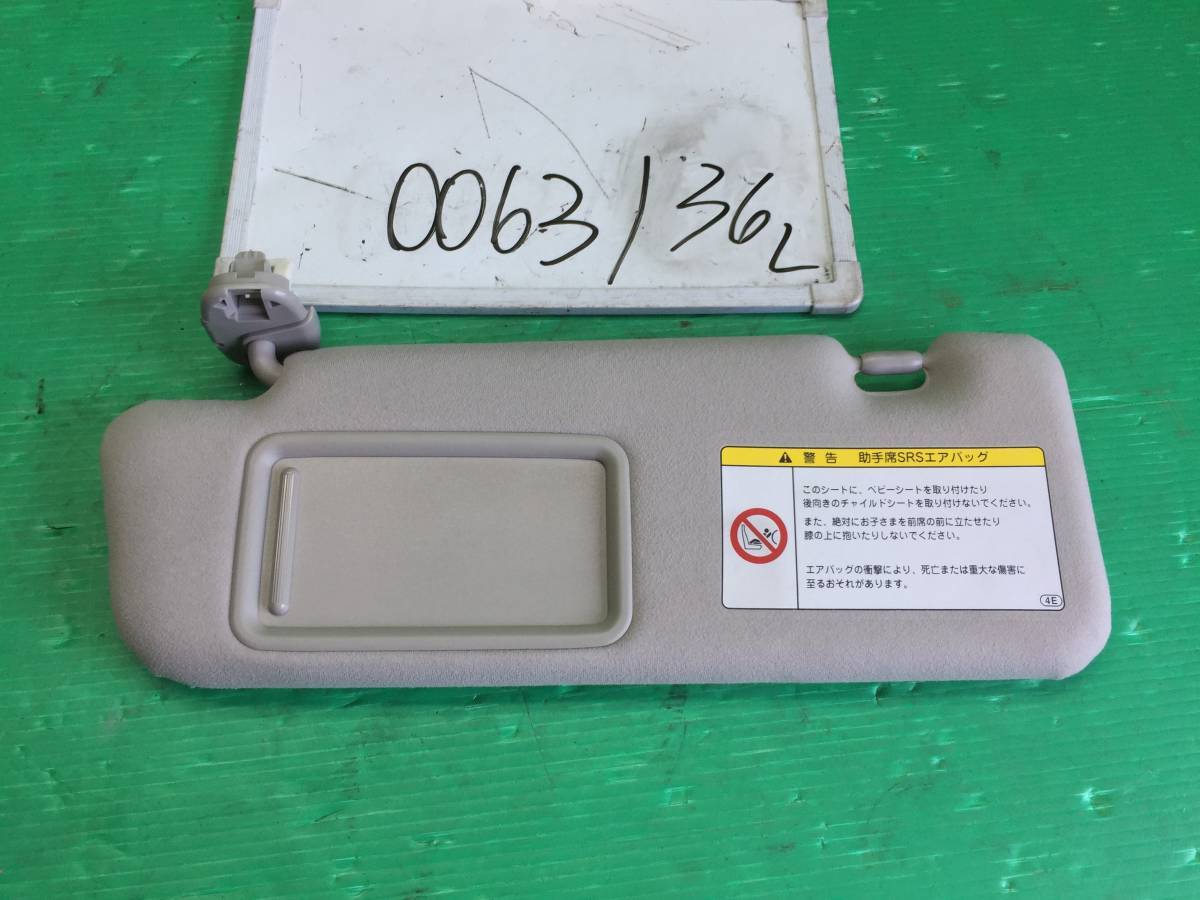 0063/36L
警告 助手席SRSエアバッグ
このシートに、ベビーシートを取り付けたり
後向きのチャイルドシートを取り付けないでください。
また、絶対にお子さまを前席の前に立たせたり
膝の上に抱いたりしないでください。
エアバッグの衝撃により、死亡または重大な傷害に
至るおそれがあります。
4E